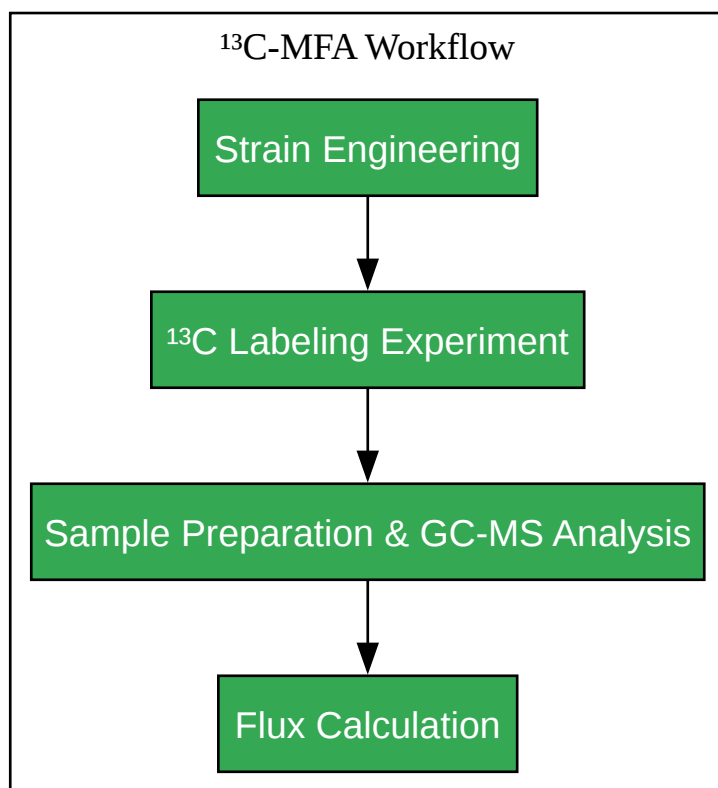 ¹³C-MFA Workflow
Strain Engineering
¹³C Labeling Experiment
Sample Preparation & GC-MS Analysis
Flux Calculation